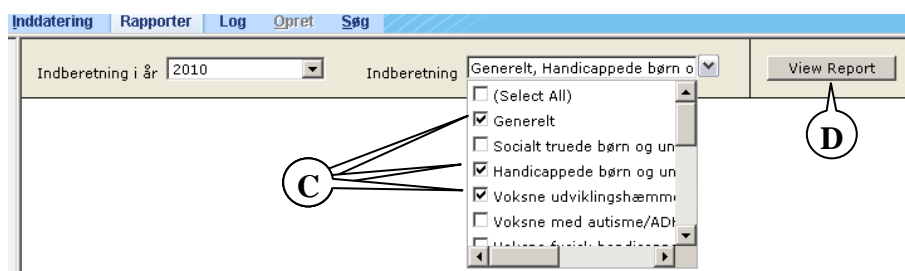 Inddatering Rapporter Log Opret Søg
Indberetning i år 2010 Indberetning Generelt, Handicappede børn o View Report
(Select All)
Generelt
Socialt truede børn og un
Handicappede børn og un
Voksne udviklingshæmm
Voksne med autisme/ADH
C
D